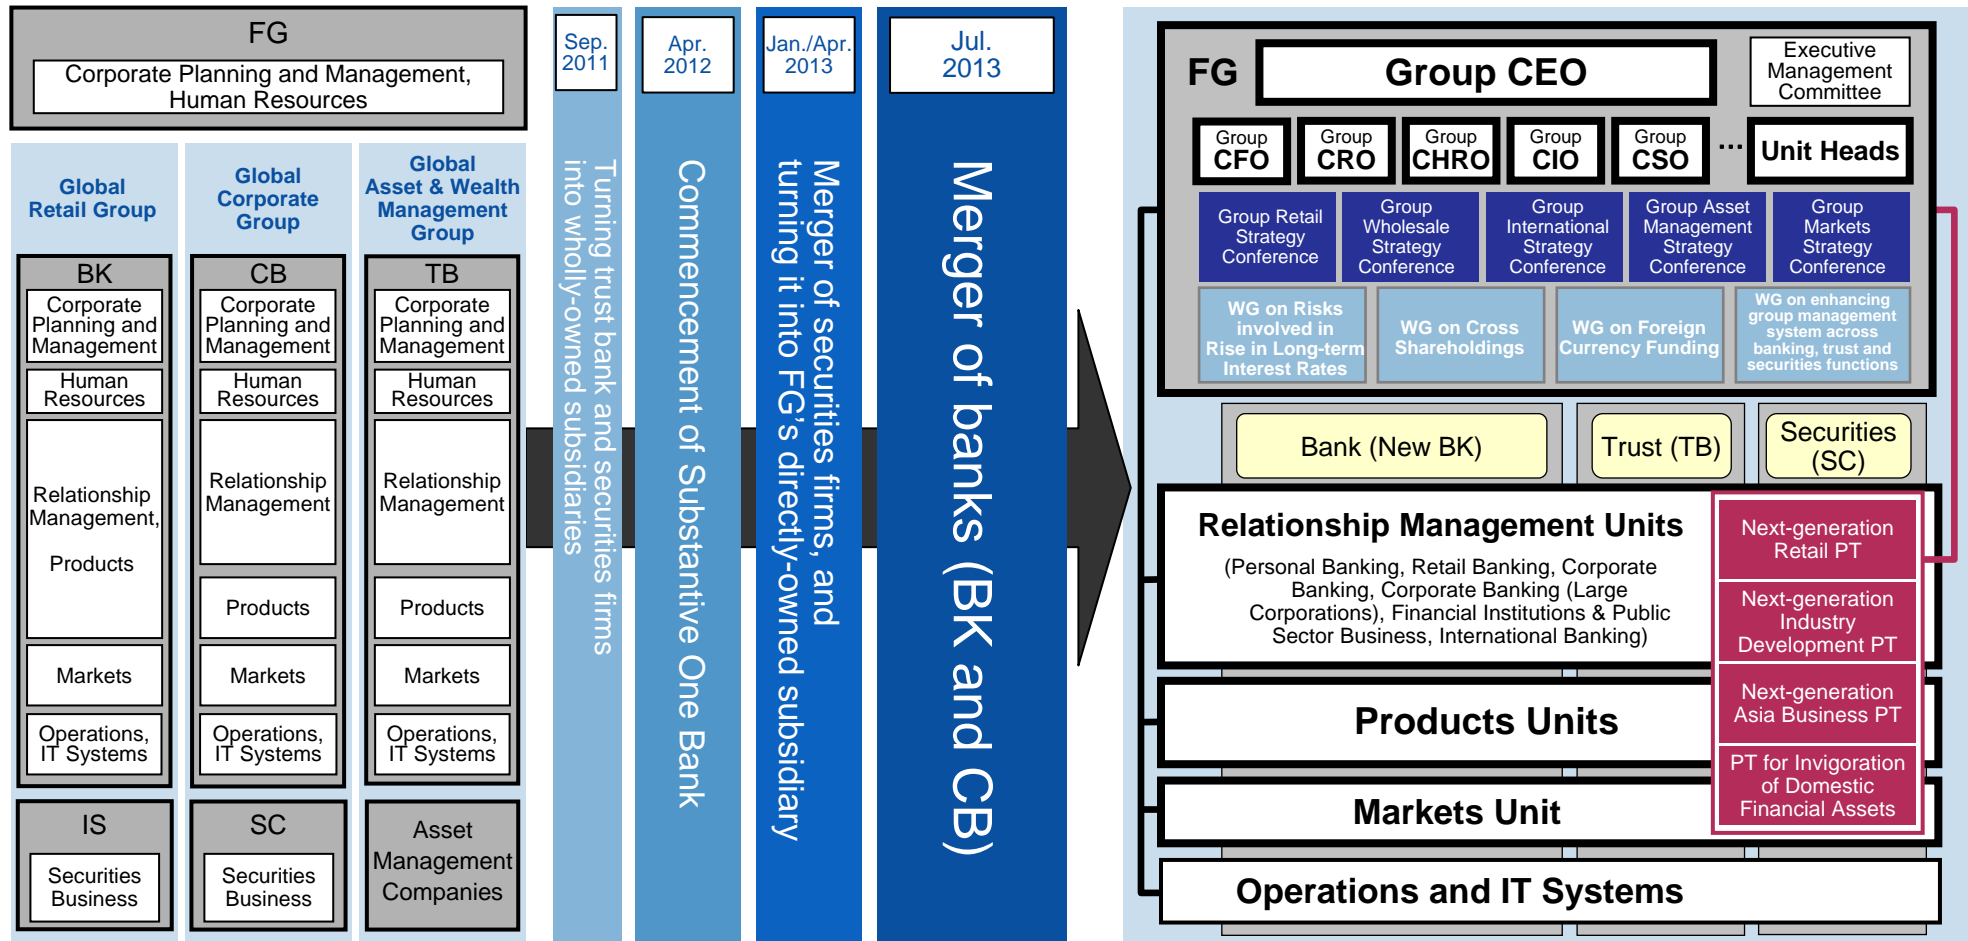 FG
Corporate Planning and Management,
Human Resources
Global
Retail Group
BK
Corporate
Planning and
Management
Human
Resources
Relationship
Management,
Products
Markets
Operations,
IT Systems
IS
Securities
Business
Global
Corporate
Group
CB
Corporate
Planning and
Management
Human
Resources
Relationship
Management
Products
Markets
Operations,
IT Systems
SC
Securities
Business
Global
Asset & Wealth
Management
Group
TB
Corporate
Planning and
Management
Human
Resources
Relationship
Management
Products
Markets
Operations,
IT Systems
Asset
Management
Companies
Sep.
2011
Turning trust bank and securities firms
into wholly-owned subsidiaries
Apr.
2012
Commencement of Substantive One Bank
Jan./Apr.
2013
Merger of securities firms, and
turning it into FG's directly-owned subsidiary
Jul.
2013
Merger of banks (BK and CB)
FG
Group CEO
Executive
Management
Committee
Group
CFO
Group
CRO
Group
CHRO
Group
CIO
Group
CSO
...
Unit Heads
Group Retail
Strategy
Conference
Group
Wholesale
Strategy
Conference
Group
International
Strategy
Conference
Group Asset
Management
Strategy
Conference
Group
Markets
Strategy
Conference
WG on Risks
involved in
Rise in Long-term
Interest Rates
WG on Cross
Shareholdings
WG on Foreign
Currency Funding
WG on enhancing
group management
system across
banking, trust and
securities functions
Bank (New BK)
Trust (TB)
Securities
(SC)
Relationship Management Units
(Personal Banking, Retail Banking, Corporate
Banking, Corporate Banking (Large
Corporations), Financial Institutions & Public
Sector Business, International Banking)
Next-generation
Retail PT
Next-generation
Industry
Development PT
Next-generation
Asia Business PT
PT for Invigoration
of Domestic
Financial Assets
Products Units
Markets Unit
Operations and IT Systems